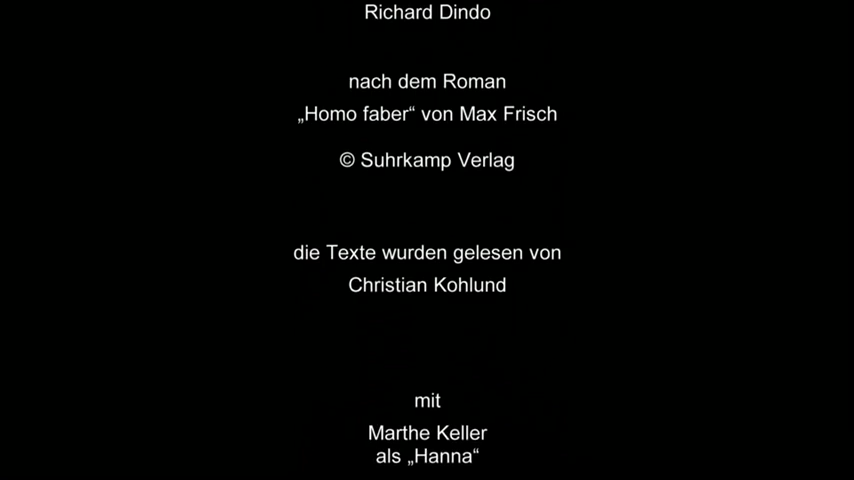 Richard Dindo
nach dem Roman
„Homo faber“ von Max Frisch
© Suhrkamp Verlag
die Texte wurden gelesen von
Christian Kohlund
mit
Marthe Keller
als „Hanna“